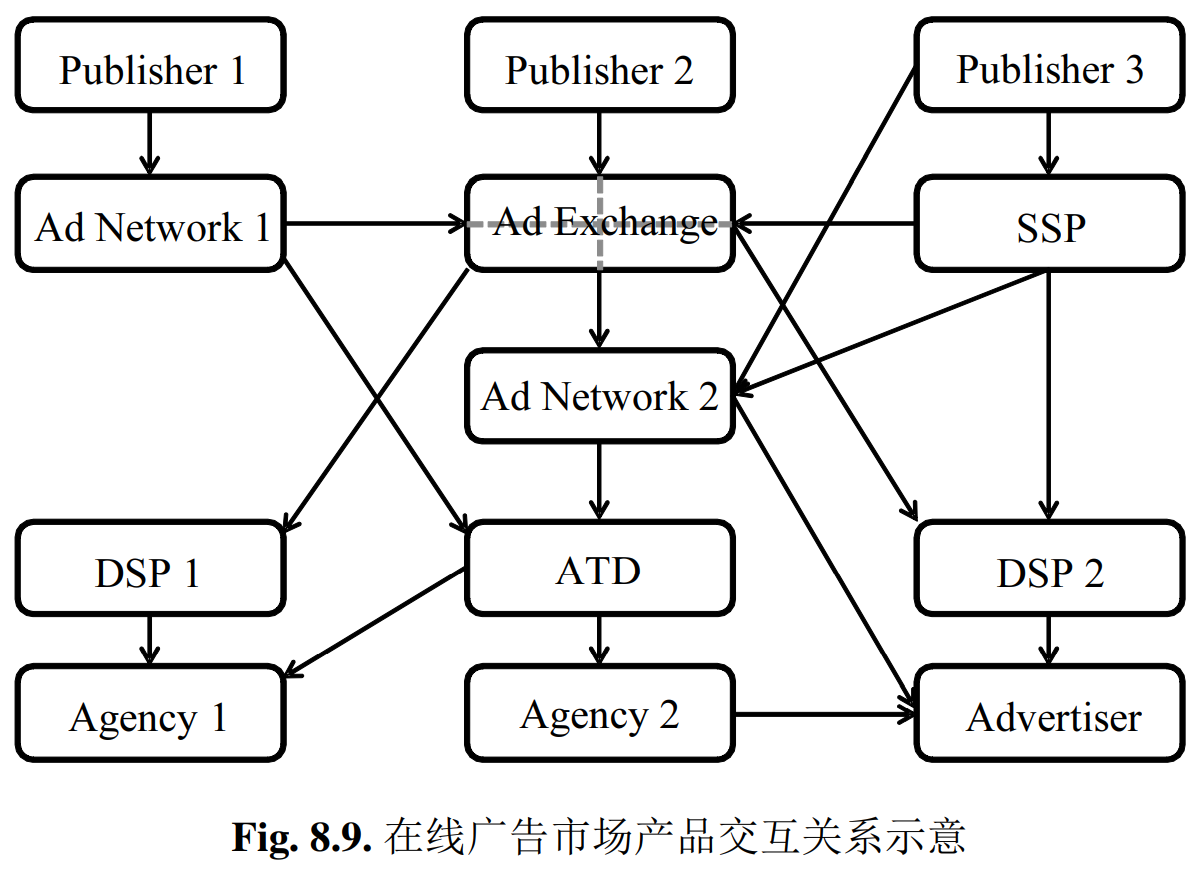 Publisher 1
Publisher 2
Publisher 3
Ad Network 1
Ad Exchange
SSP
Ad Network 2
DSP 1
ATD
DSP 2
Agency 1
Agency 2
Advertiser
Fig. 8.9. 在线广告市场产品交互关系示意